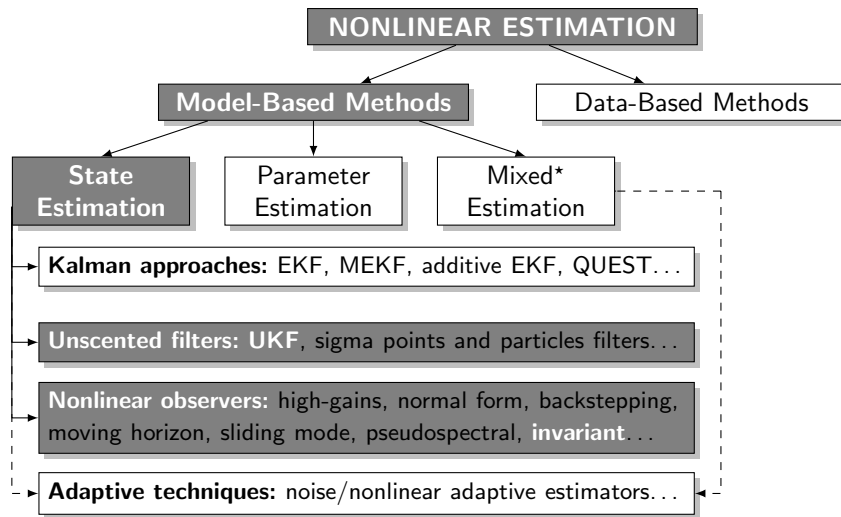 NONLINEAR ESTIMATION
Model-Based Methods
Data-Based Methods
State
Estimation
Parameter
Estimation
Mixed*
Estimation
Kalman approaches: EKF, MEKF, additive EKF, QUEST...
Unscented filters: UKF, sigma points and particles filters...
Nonlinear observers: high-gains, normal form, backstepping,
moving horizon, sliding mode, pseudospectral, invariant...
Adaptive techniques: noise/nonlinear adaptive estimators...